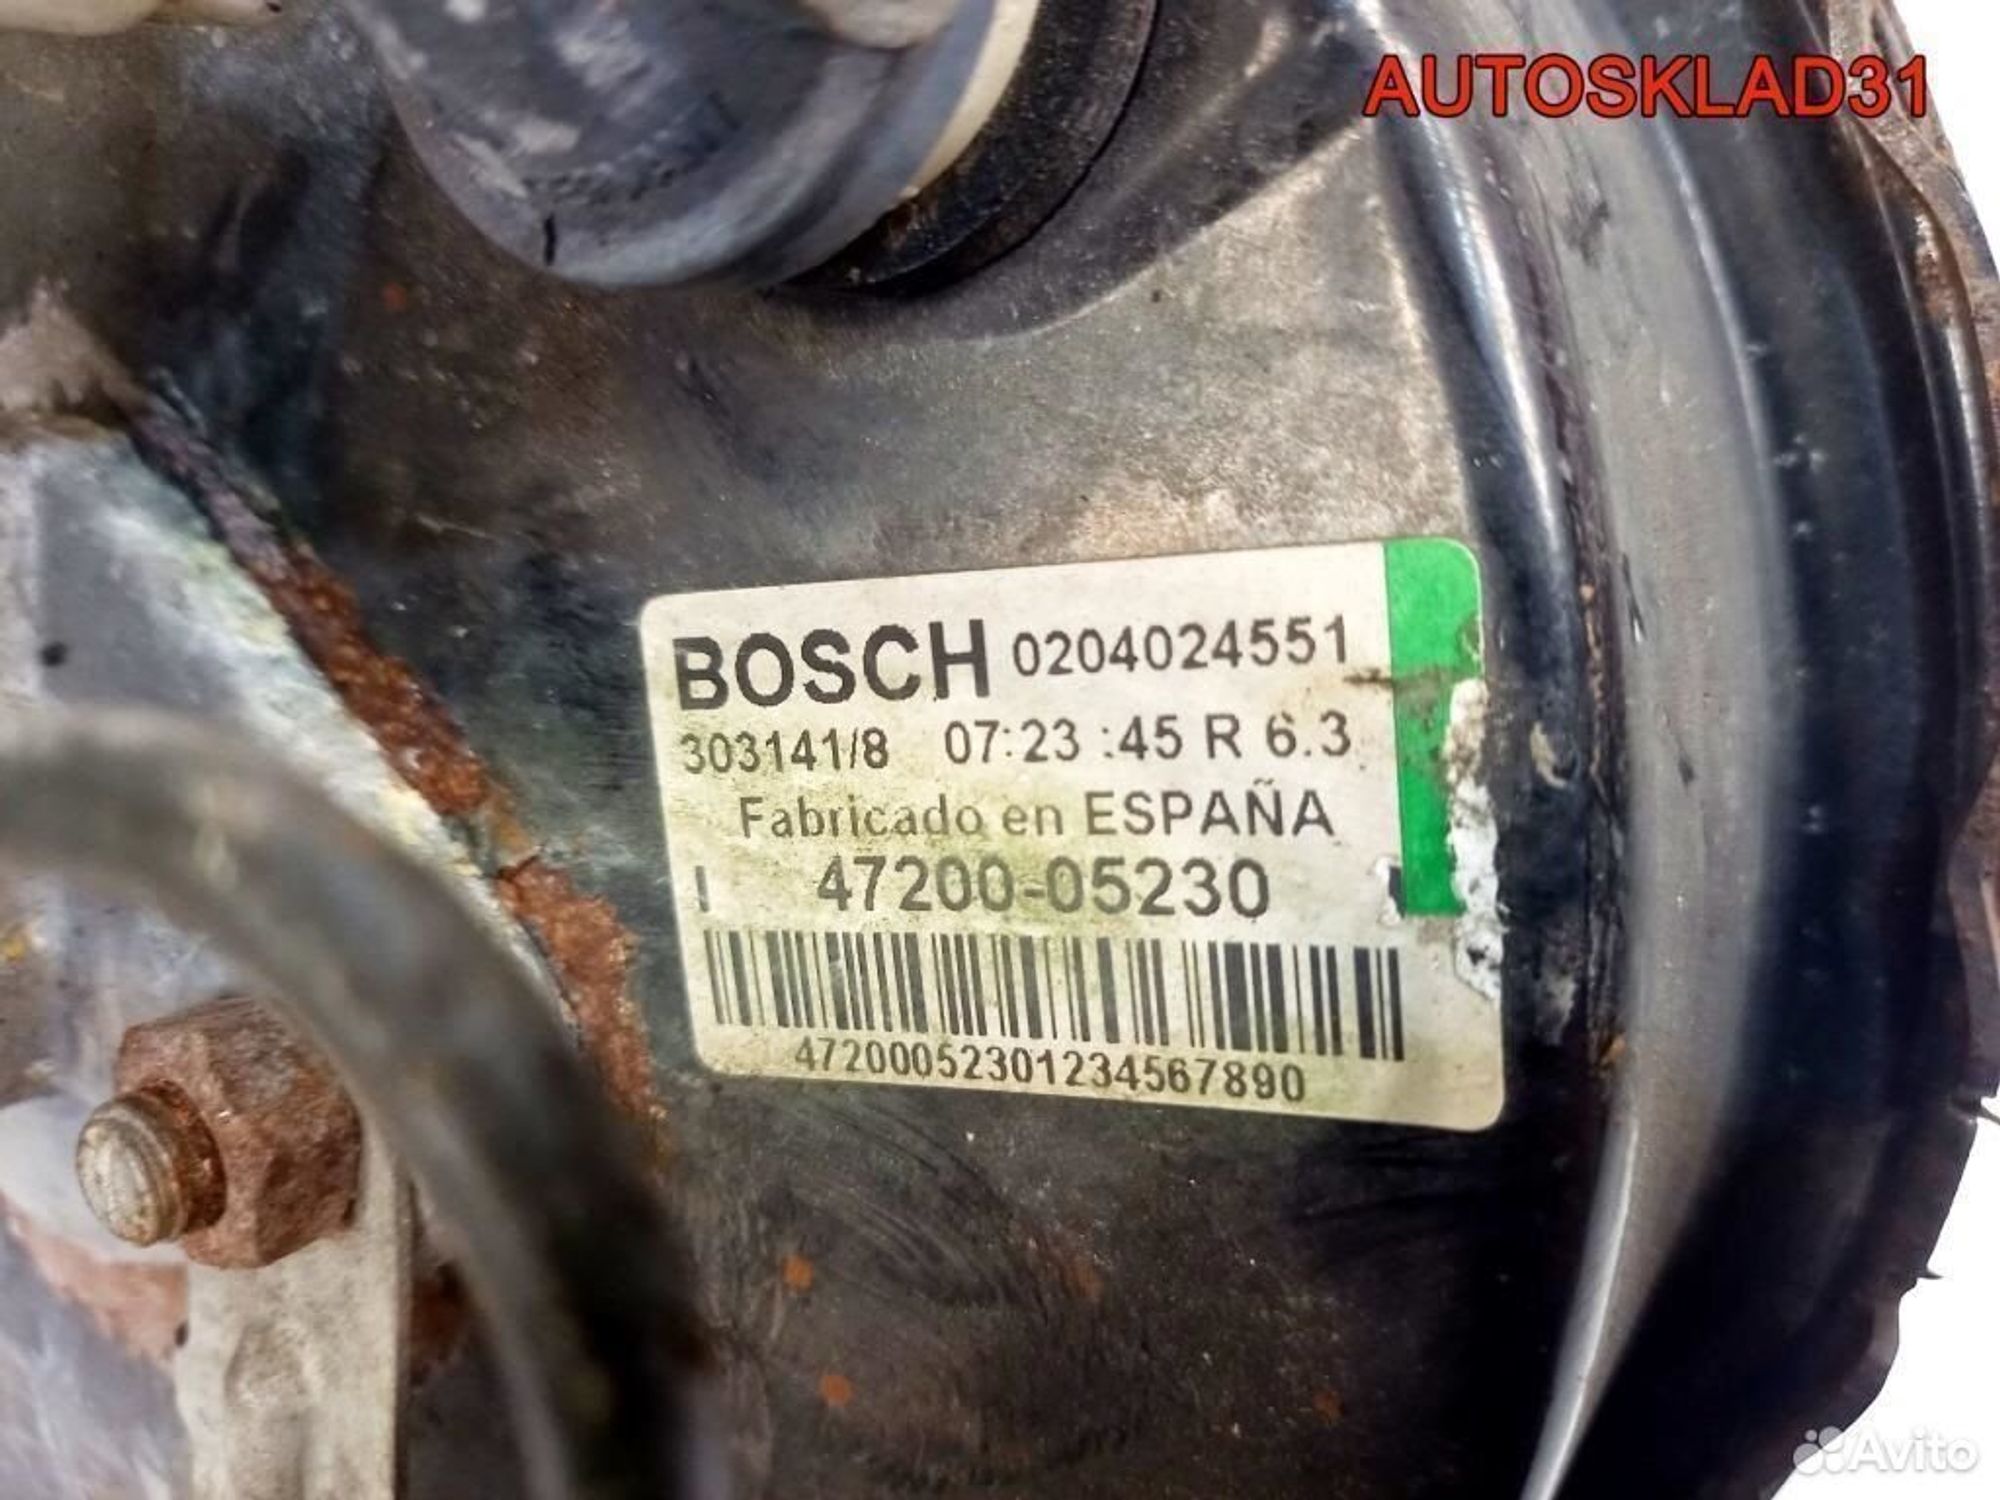 AUTOSKLAD31
BOSCH 0204024551
303141/8 07:23 :45 R 6.3
Fabricado en ESPAÑA
47200-05230
47200052301234567890
Avito